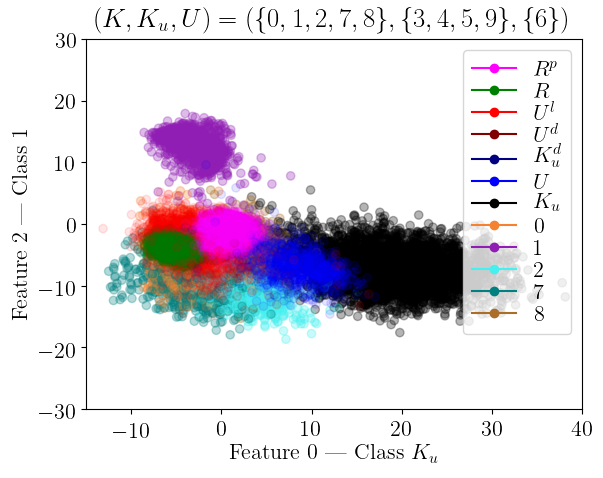 (K, K_u, U) = ({0, 1, 2, 7, 8}, {3, 4, 5, 9}, {6})
30
20
10
0
−10
−20
−30
Feature 2 — Class 1
−10
0
10
20
30
40
Feature 0 — Class K_u
R^p
R
U^l
U^d
K_u^d
U
K_u
0
1
2
7
8